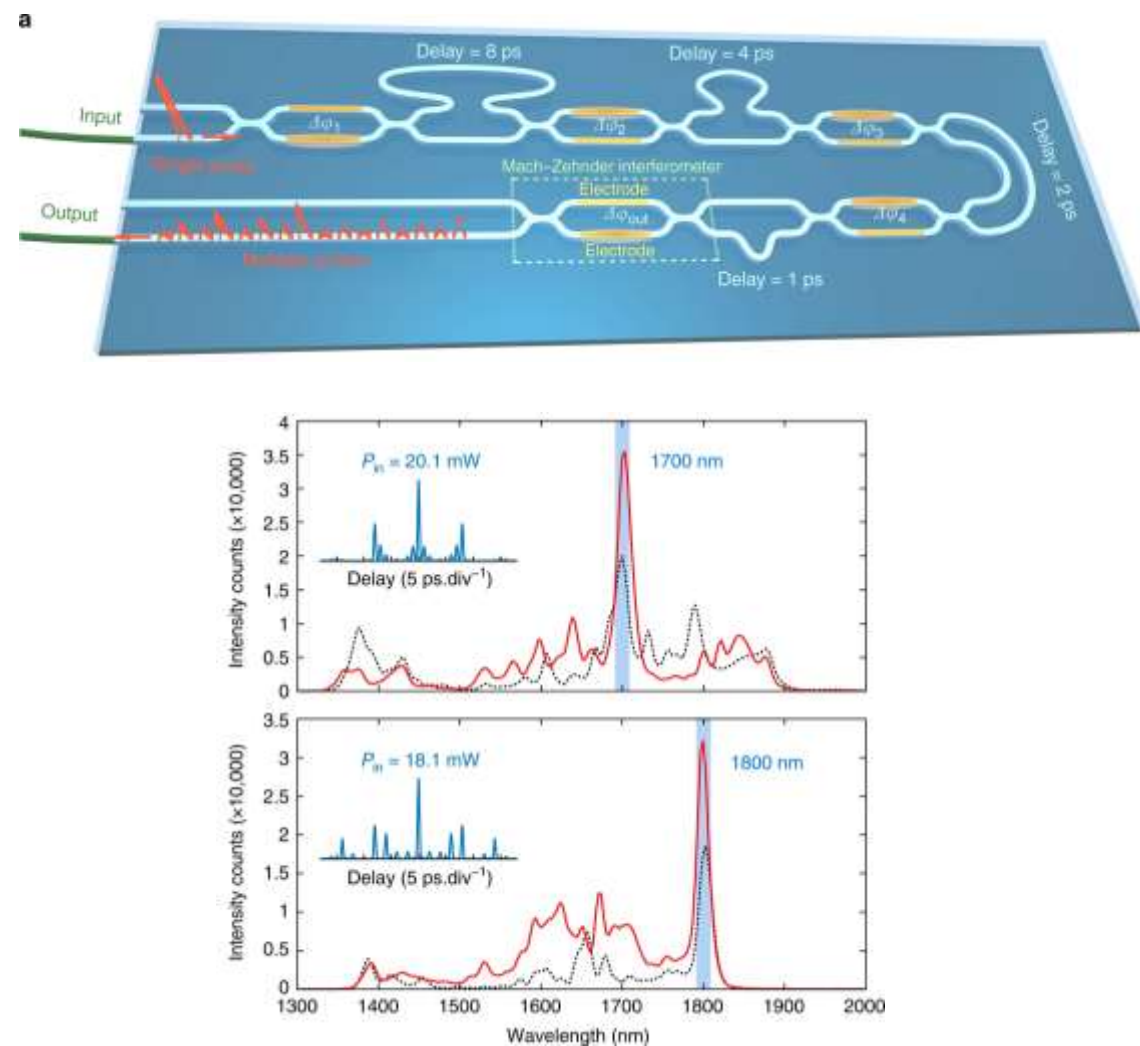 a
Delay = 8 ps
Delay = 4 ps
Input
Δφ1
Δφ2
Δφ3
Delay = 2 ps
Mach–Zehnder interferometer
Output
Electrode
Δφout
Δφ4
Electrode
Delay = 1 ps
4
3.5
3
2.5
2
1.5
1
0.5
0
Intensity counts (×10,000)
Pin = 20.1 mW
1700 nm
Delay (5 ps.div−1)
3.5
3
2.5
2
1.5
1
0.5
0
Intensity counts (×10,000)
Pin = 18.1 mW
1800 nm
Delay (5 ps.div−1)
1300 1400 1500 1600 1700 1800 1900 2000
Wavelength (nm)